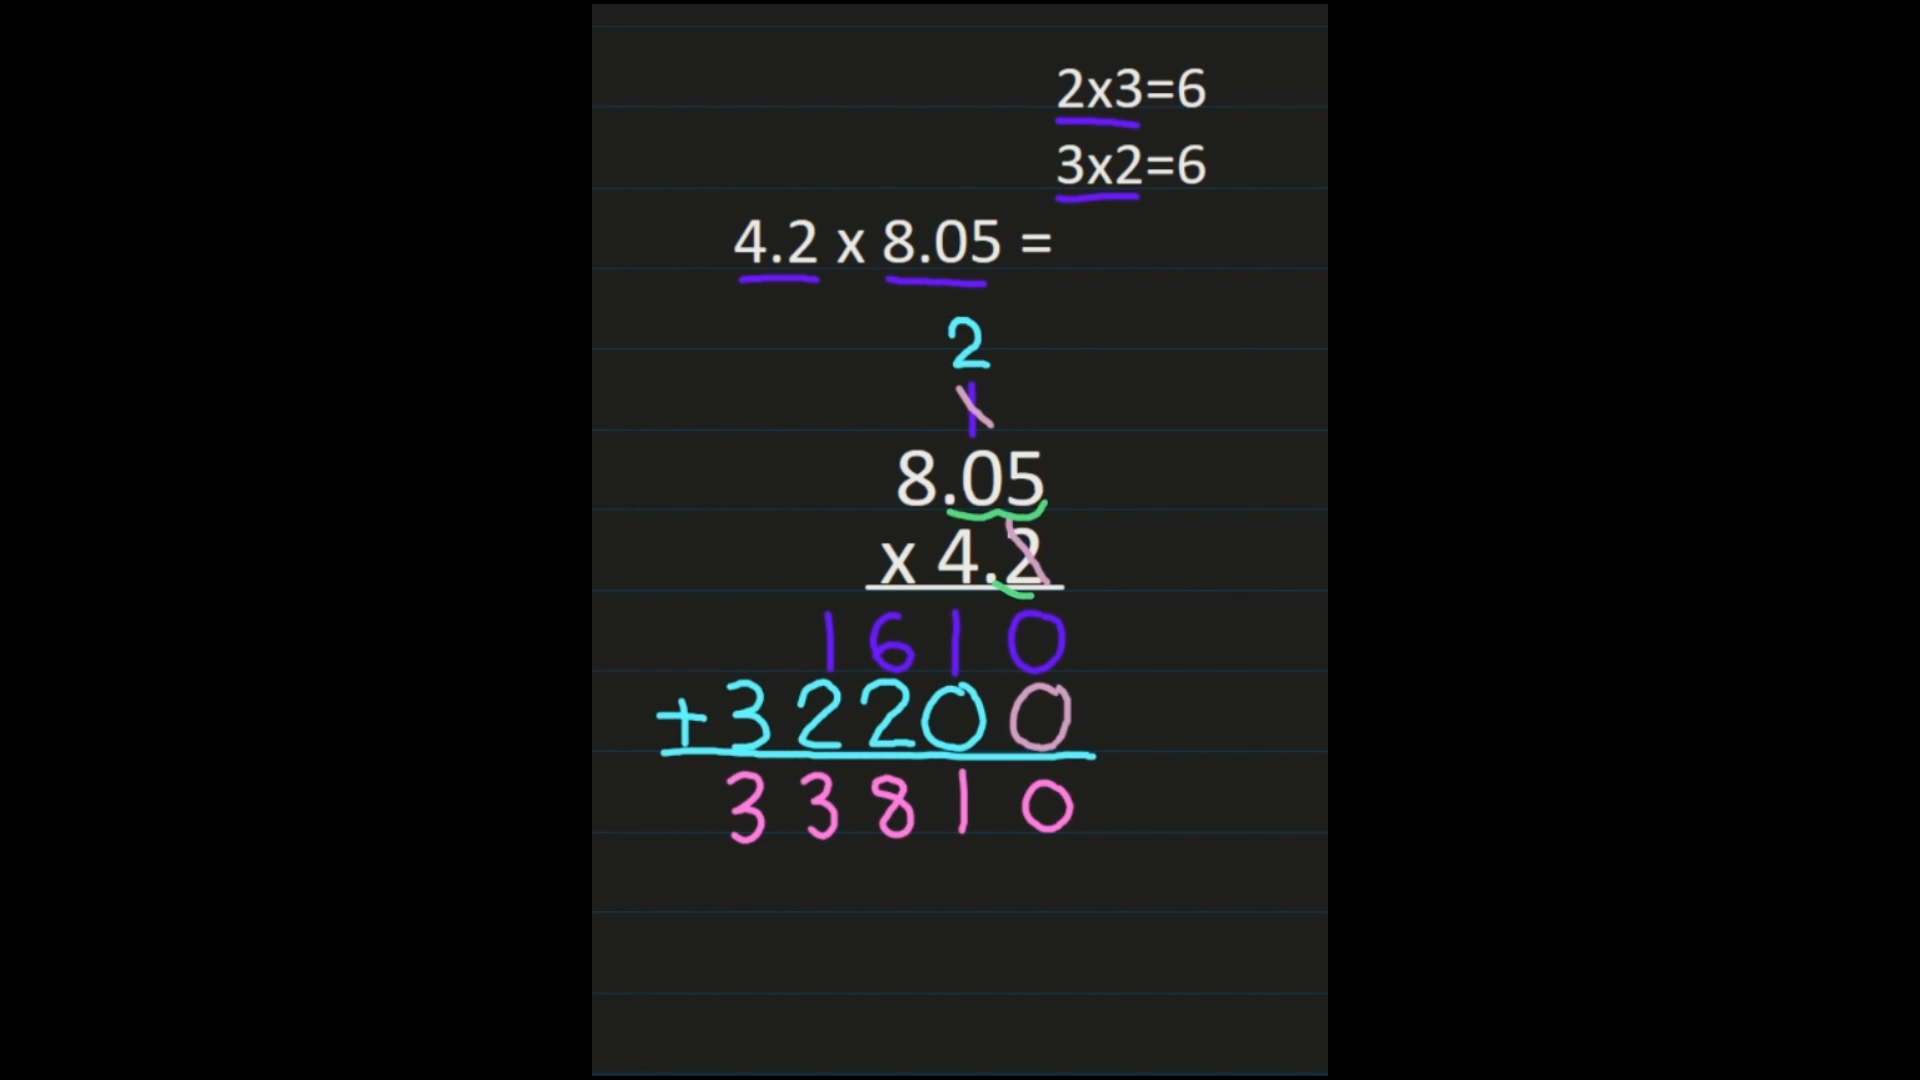 2x3=6
3x2=6
4.2 x 8.05 =
2
1
8.05
x 4.2
1610
+32200
33810